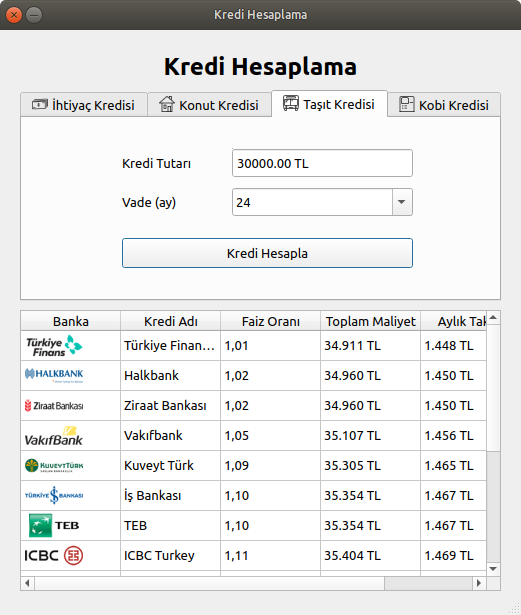 Kredi Hesaplama
Kredi Hesaplama
İhtiyaç Kredisi Konut Kredisi Taşıt Kredisi Kobi Kredisi
Kredi Tutarı 30000.00 TL
Vade (ay) 24
Kredi Hesapla
Banka Kredi Adı Faiz Oranı Toplam Maliyet Aylık Tak
Türkiye Finans Türkiye Finan... 1,01 34.911 TL 1.448 TL
HALKBANK Halkbank 1,02 34.960 TL 1.450 TL
Ziraat Bankası Ziraat Bankası 1,02 34.960 TL 1.450 TL
VakıfBank Vakıfbank 1,05 35.107 TL 1.456 TL
KUVEYT TÜRK Kuveyt Türk 1,09 35.305 TL 1.465 TL
TÜRKİYE İŞ BANKASI İş Bankası 1,10 35.354 TL 1.467 TL
TEB TEB 1,10 35.354 TL 1.467 TL
ICBC ICBC Turkey 1,11 35.404 TL 1.469 TL